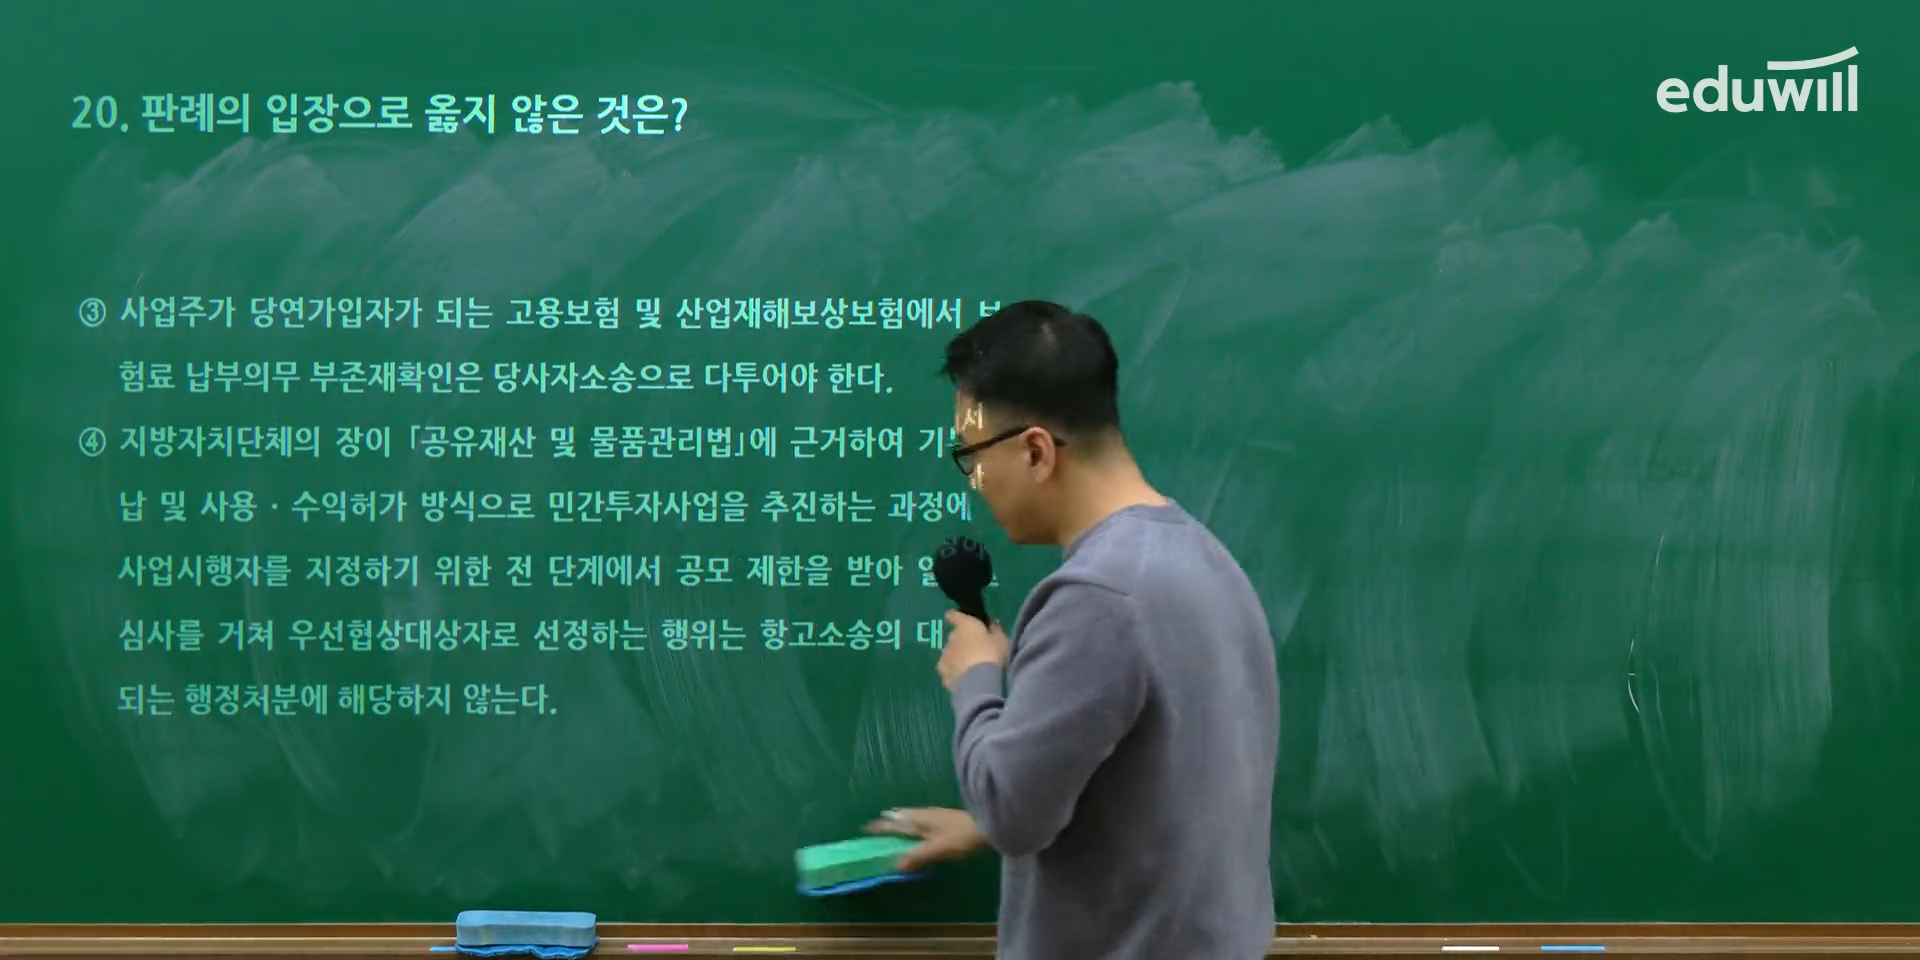 eduwill
20. 판례의 입장으로 옳지 않은 것은?
③ 사업주가 당연가입자가 되는 고용보험 및 산업재해보상보험에서
험료 납부의무 부존재확인은 당사자소송으로 다투어야 한다.
④ 지방자치단체의 장이 「공유재산 및 물품관리법」에 근거하여
납 및 사용 · 수익허가 방식으로 민간투자사업을 추진하는 과정에
사업시행자를 지정하기 위한 전 단계에서 공모 제한을 받아
심사를 거쳐 우선협상대상자로 선정하는 행위는 항고소송의
되는 행정처분에 해당하지 않는다.